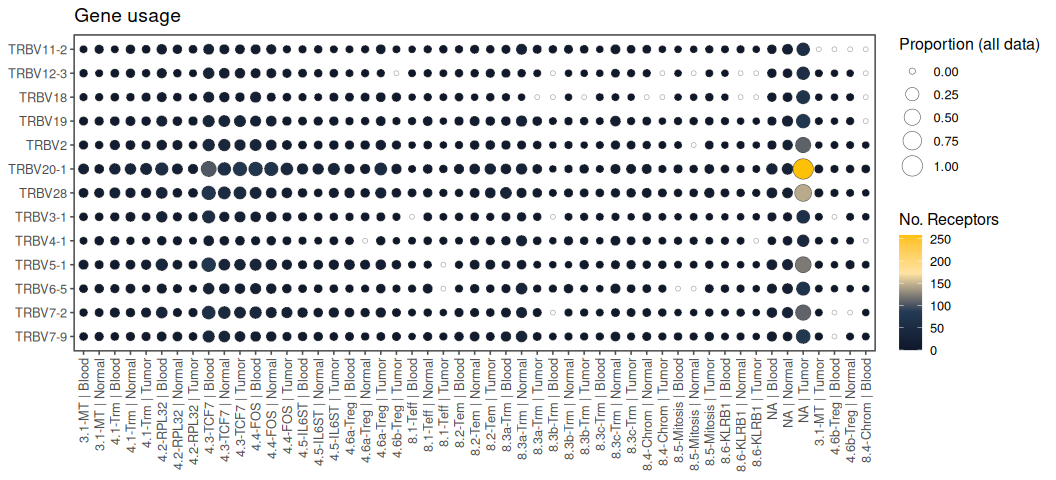 Gene usage
TRBV11-2
TRBV12-3
TRBV18
TRBV19
TRBV2
TRBV20-1
TRBV28
TRBV3-1
TRBV4-1
TRBV5-1
TRBV6-5
TRBV7-2
TRBV7-9
3.1-MT | Blood
3.1-MT | Normal
4.1-Trm | Blood
4.1-Trm | Normal
4.1-Trm | Tumor
4.2-RPL32 | Blood
4.2-RPL32 | Normal
4.2-RPL32 | Tumor
4.3-TCF7 | Blood
4.3-TCF7 | Normal
4.3-TCF7 | Tumor
4.4-FOS | Blood
4.4-FOS | Normal
4.4-FOS | Tumor
4.5-IL6ST | Blood
4.5-IL6ST | Normal
4.5-IL6ST | Tumor
4.6a-Treg | Blood
4.6a-Treg | Normal
4.6a-Treg | Tumor
4.6b-Treg | Tumor
8.1-Teff | Blood
8.1-Teff | Normal
8.1-Teff | Tumor
8.2-Tem | Blood
8.2-Tem | Normal
8.2-Tem | Tumor
8.3a-Trm | Blood
8.3a-Trm | Normal
8.3a-Trm | Tumor
8.3b-Trm | Blood
8.3b-Trm | Normal
8.3b-Trm | Tumor
8.3c-Trm | Blood
8.3c-Trm | Normal
8.3c-Trm | Tumor
8.4-Chrom | Normal
8.4-Chrom | Tumor
8.5-Mitosis | Blood
8.5-Mitosis | Normal
8.5-Mitosis | Tumor
8.6-KLRB1 | Blood
8.6-KLRB1 | Normal
8.6-KLRB1 | Tumor
NA | Blood
NA | Normal
NA | Tumor
3.1-MT | Tumor
4.6b-Treg | Blood
4.6b-Treg | Normal
8.4-Chrom | Blood
Proportion (all data)
0.00
0.25
0.50
0.75
1.00
No. Receptors
250
200
150
100
50
0